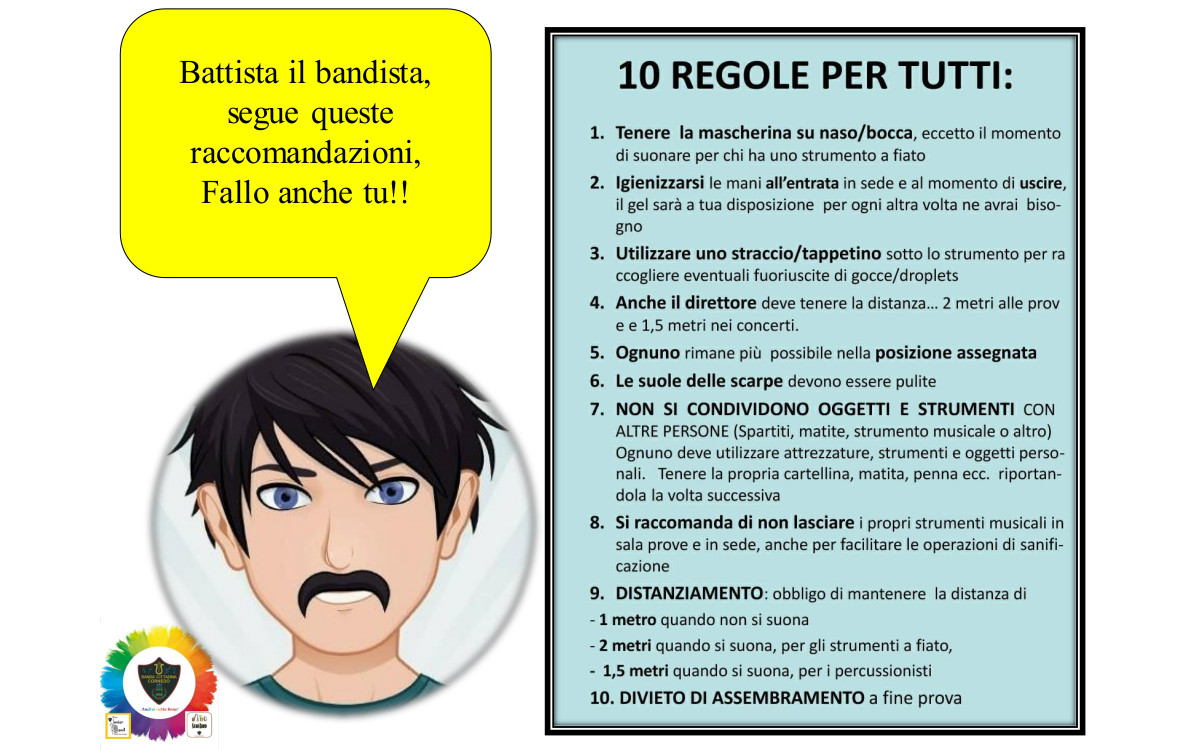 Battista il bandista,
segue queste
raccomandazioni,
Fallo anche tu!!
10 REGOLE PER TUTTI:
1. Tenere la mascherina su naso/bocca, eccetto il momento
di suonare per chi ha uno strumento a fiato
2. Igienizzarsi le mani all’entrata in sede e al momento di uscire,
il gel sarà a tua disposizione per ogni altra volta ne avrai biso-
gno
3. Utilizzare uno straccio/tappetino sotto lo strumento per ra
ccogliere eventuali fuoriuscite di gocce/droplets
4. Anche il direttore deve tenere la distanza... 2 metri alle prov
e e 1,5 metri nei concerti.
5. Ognuno rimane più possibile nella posizione assegnata
6. Le suole delle scarpe devono essere pulite
7. NON SI CONDIVIDONO OGGETTI E STRUMENTI CON
ALTRE PERSONE (Spartiti, matite, strumento musicale o altro)
Ognuno deve utilizzare attrezzature, strumenti e oggetti perso-
nali. Tenere la propria cartellina, matita, penna ecc. riportan-
dola la volta successiva
8. Si raccomanda di non lasciare i propri strumenti musicali in
sala prove e in sede, anche per facilitare le operazioni di sanifi-
cazione
9. DISTANZIAMENTO: obbligo di mantenere la distanza di
- 1 metro quando non si suona
- 2 metri quando si suona, per gli strumenti a fiato,
- 1,5 metri quando si suona, per i percussionisti
10. DIVIETO DI ASSEMBRAMENTO a fine prova
BANDA CITTADINA
CORNEDO